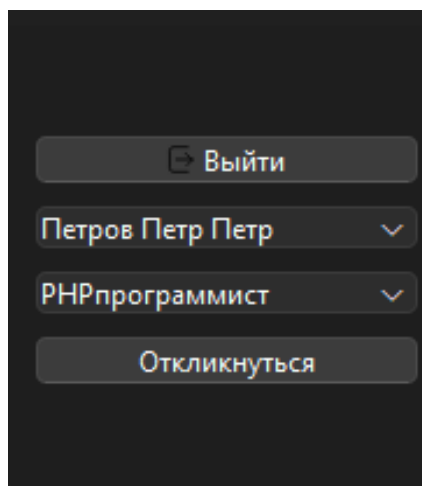 Выйти
Петров Петр Петр
PHPпрограммист
Откликнуться